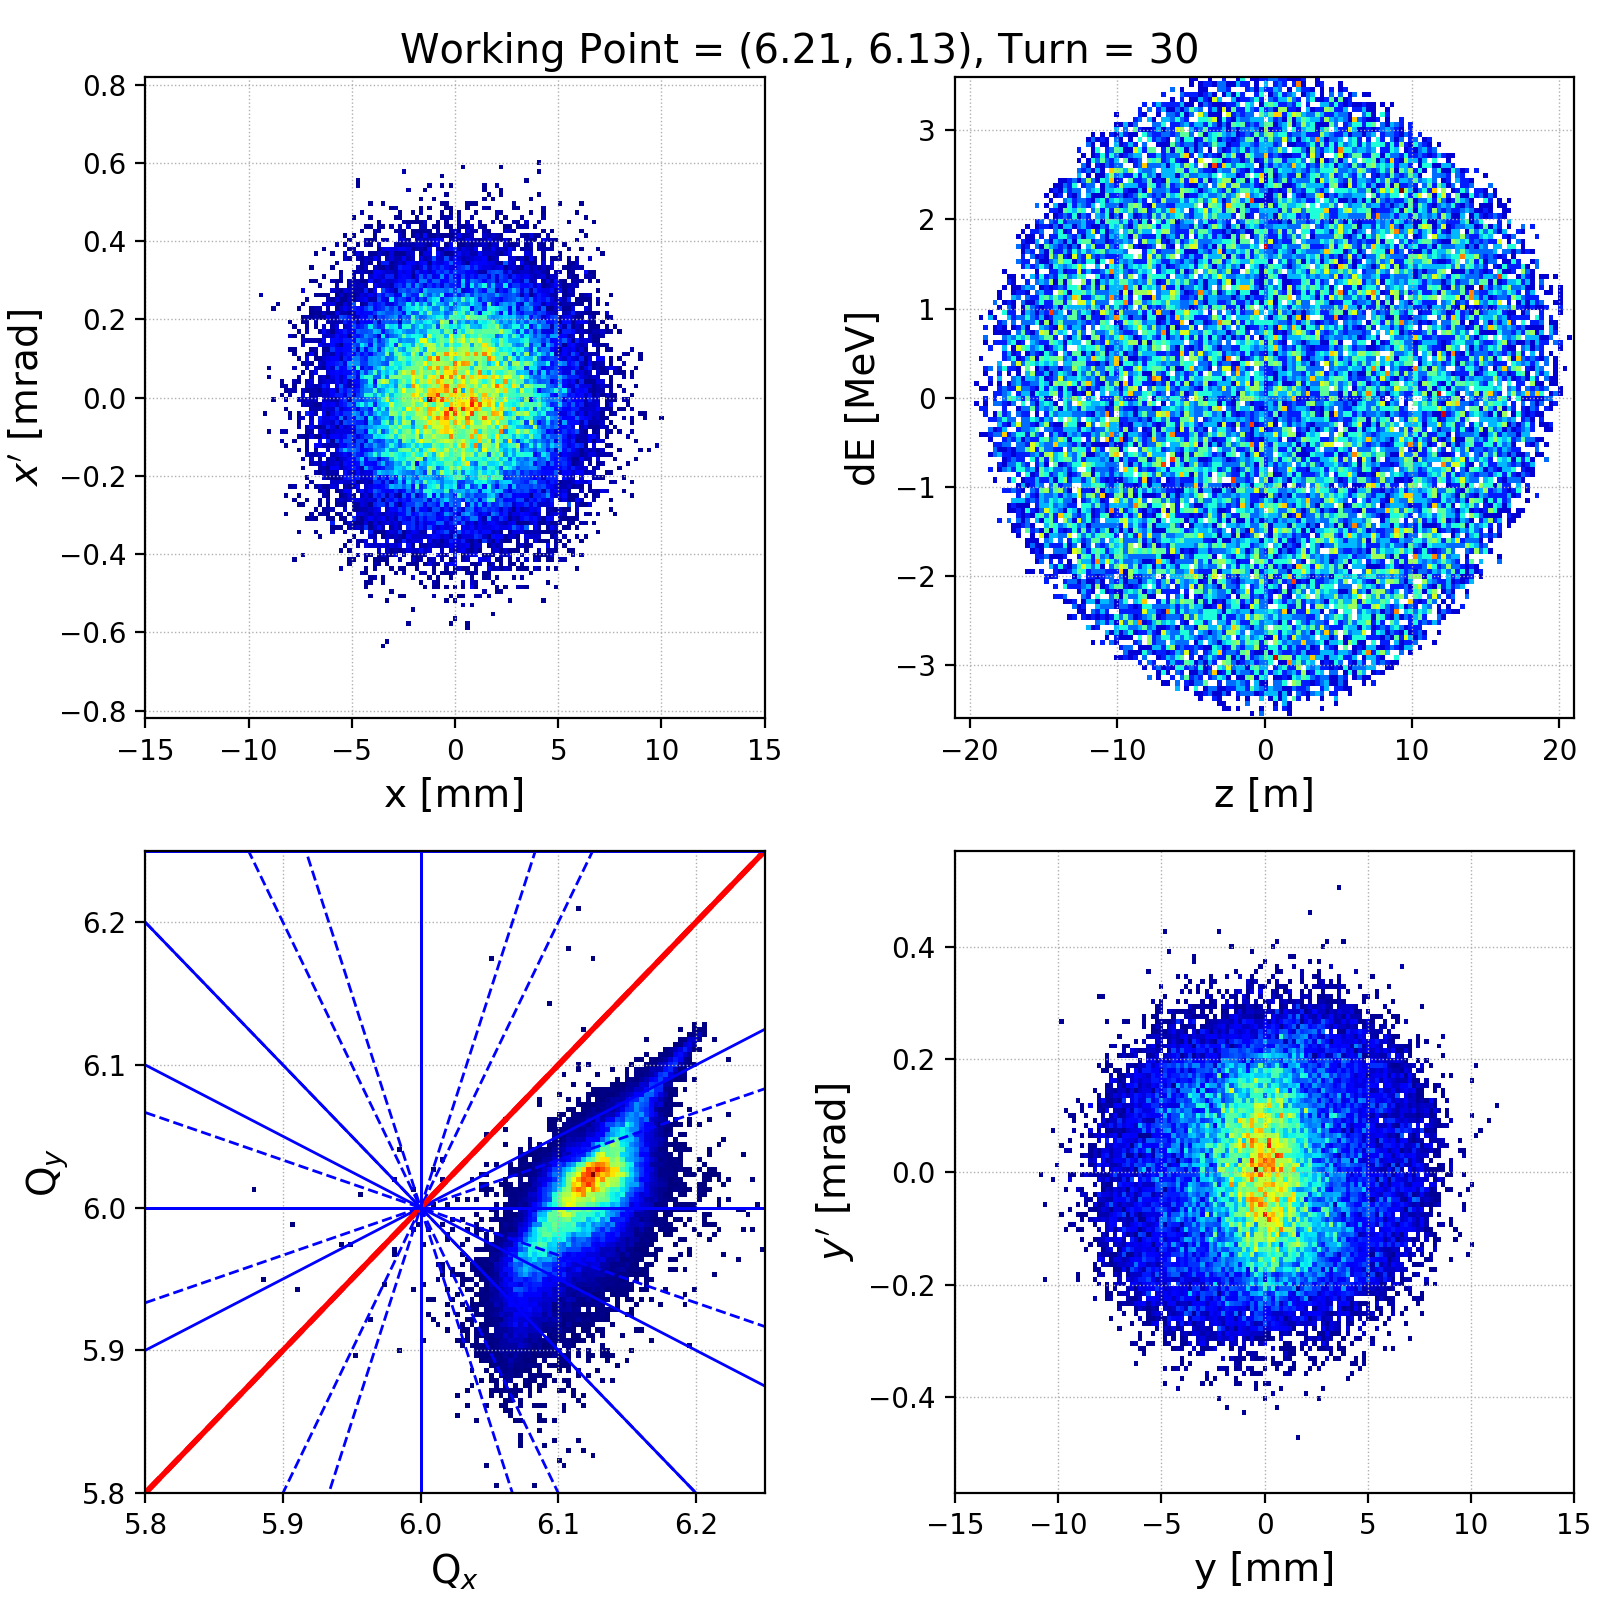 Working Point = (6.21, 6.13), Turn = 30
0.8
0.6
0.4
0.2
0.0
−0.2
−0.4
−0.6
−0.8
x′ [mrad]
−15 −10 −5 0 5 10 15
x [mm]
3
2
1
0
−1
−2
−3
dE [MeV]
−20 −10 0 10 20
z [m]
6.2
6.1
6.0
5.9
5.8
Qy
5.8 5.9 6.0 6.1 6.2
Qx
0.4
0.2
0.0
−0.2
−0.4
y′ [mrad]
−15 −10 −5 0 5 10 15
y [mm]